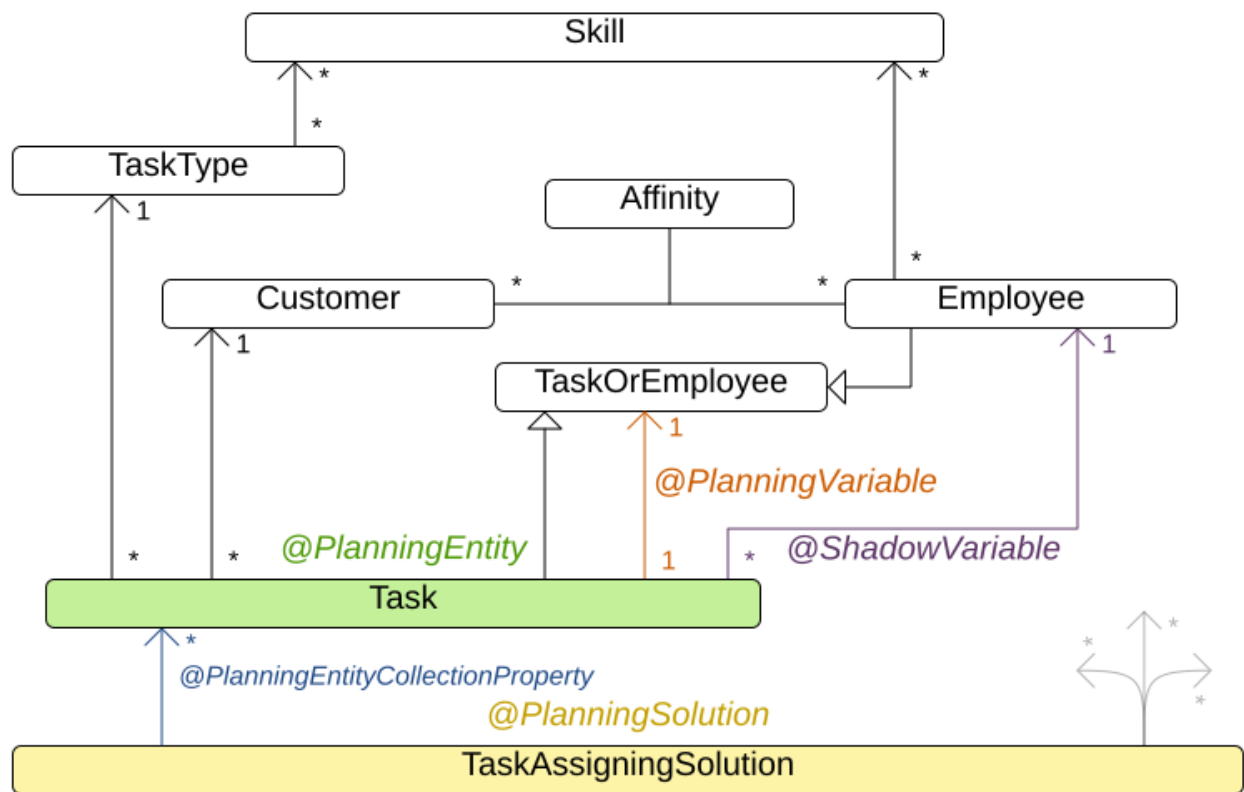 Skill
*
*
*
TaskType
1
Affinity
*
*
*
Customer
Employee
1
1
TaskOrEmployee
1
@PlanningVariable
@PlanningEntity
*
*
1
*
@ShadowVariable
Task
*
*
*
*
@PlanningEntityCollectionProperty
@PlanningSolution
TaskAssigningSolution